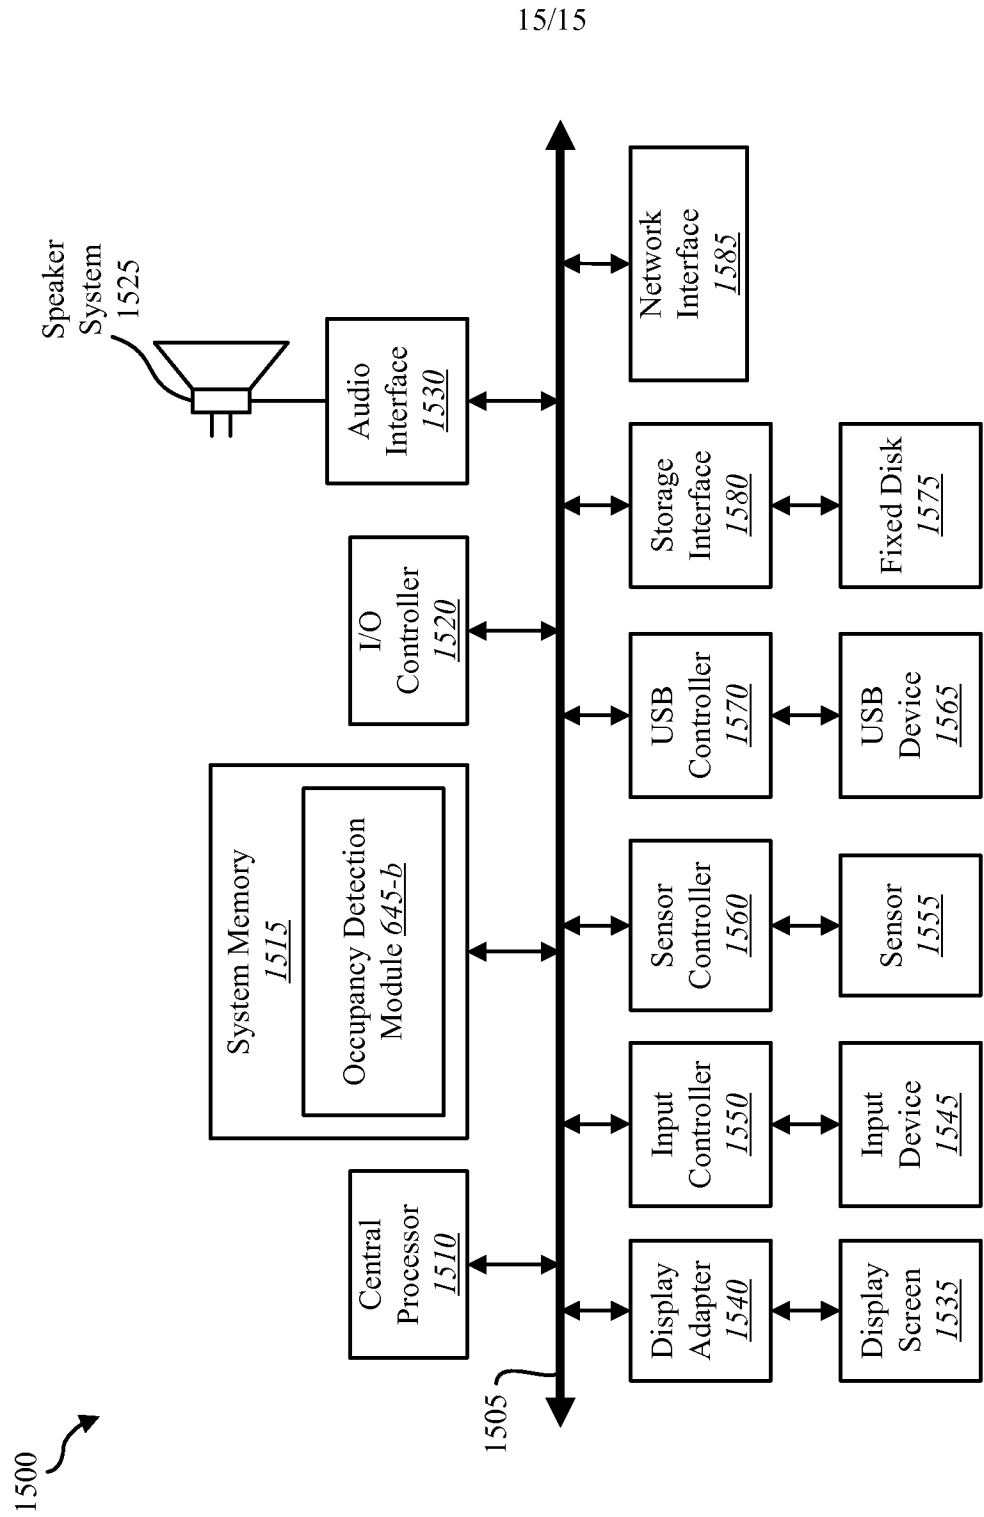 15/15
1500
Speaker
System
1525
Central
Processor
1510
System Memory
1515
Occupancy Detection
Module 645-b
I/O
Controller
1520
Audio
Interface
1530
1505
Display
Adapter
1540
Input
Controller
1550
Sensor
Controller
1560
USB
Controller
1570
Storage
Interface
1580
Network
Interface
1585
Display
Screen
1535
Input
Device
1545
Sensor
1555
USB
Device
1565
Fixed Disk
1575